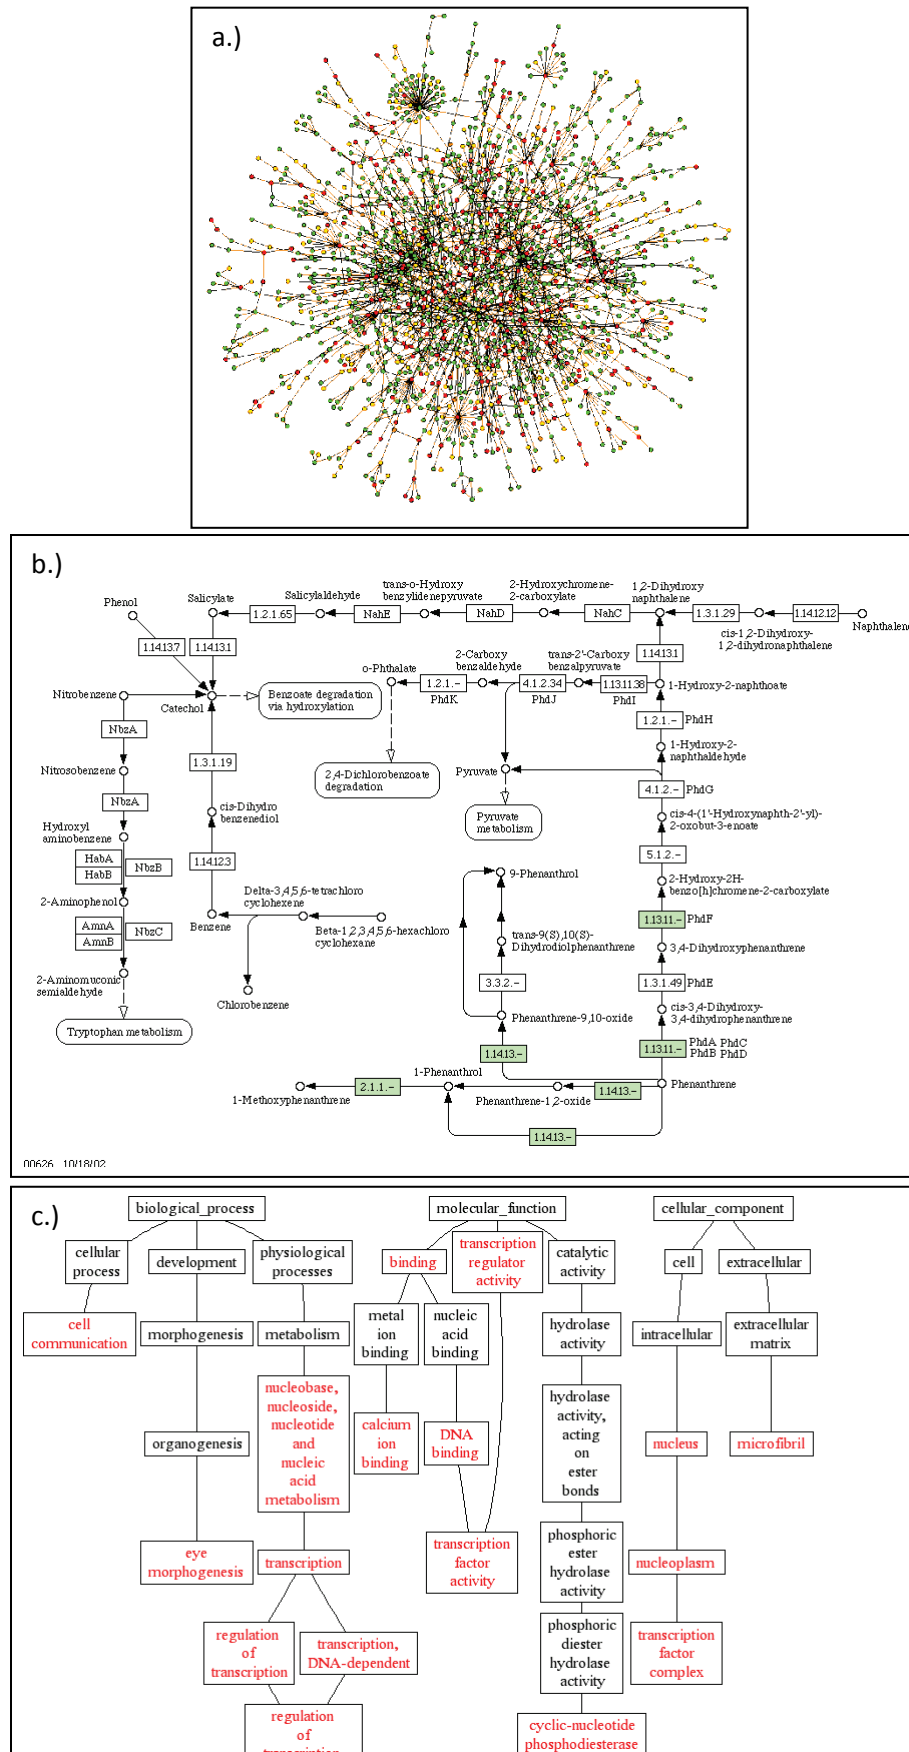 a.)
b.)
Phenol
Salicylate
Salicylaldehyde
trans-o-Hydroxy
benzylidenepyruvate
2-Hydroxychromene-
2-carboxylate
1,2-Dihydroxy
naphthalene
1.2.1.65
NahE
NahD
NahC
1.3.1.29
1.14.12.12
cis-1,2-Dihydroxy-
1,2-dihydronaphthalene
Naphthalene
1.14.13.7
1.14.13.1
2-Carboxy
benzaldehyde
trans-2'-Carboxy
benzalpyruvate
1.14.13.1
o-Phthalate
1.2.1.-
4.1.2.34
1.13.11.38
1-Hydroxy-2-naphthoate
PhdK
PhdJ
PhdI
Nitrobenzene
Catechol
Benzoate degradation
via hydroxylation
1.2.1.-
PhdH
NbzA
1-Hydroxy-2-
naphthaldehyde
1.3.1.19
Nitrosobenzene
2,4-Dichlorobenzoate
degradation
Pyruvate
4.1.2.-
PhdG
NbzA
cis-Dihydro
benzenediol
Pyruvate
metabolism
cis-4-(1'-Hydroxynaphth-2'-yl)-
2-oxobut-3-enoate
Hydroxyl
aminobenzene
5.1.2.-
HabA
HabB
NbzB
1.14.12.3
9-Phenanthrol
2-Hydroxy-2H-
benzo[h]chromene-2-carboxylate
2-Aminophenol
Delta-3,4,5,6-tetrachloro
cyclohexene
1.13.11.-
PhdF
AmnA
AmnB
NbzC
Benzene
Beta-1,2,3,4,5,6-hexachloro
cyclohexane
trans-9(S),10(S)-
Dihydrodiolphenanthrene
3,4-Dihydroxyphenanthrene
2-Aminomuconic
semialdehyde
3.3.2.-
1.3.1.49
PhdE
Chlorobenzene
Phenanthrene-9,10-oxide
cis-3,4-Dihydroxy-
3,4-dihydrophenanthrene
Tryptophan metabolism
1.14.13.-
1.13.11.-
PhdA PhdC
PhdB PhdD
1-Phenanthrol
2.1.1.-
1.14.13.-
Phenanthrene
1-Methoxyphenanthrene
Phenanthrene-1,2-oxide
1.14.13.-
00626 10/18/02
c.)
biological_process
molecular_function
cellular_component
cellular
process
development
physiological
processes
binding
transcription
regulator
activity
catalytic
activity
cell
extracellular
cell
communication
morphogenesis
metabolism
metal
ion
binding
nucleic
acid
binding
hydrolase
activity
intracellular
extracellular
matrix
organogenesis
nucleobase,
nucleoside,
nucleotide
and
nucleic
acid
metabolism
calcium
ion
binding
DNA
binding
hydrolase
activity,
acting
on
ester
bonds
nucleus
microfibril
eye
morphogenesis
transcription
transcription
factor
activity
phosphoric
ester
hydrolase
activity
nucleoplasm
regulation
of
transcription
transcription,
DNA-dependent
phosphoric
diester
hydrolase
activity
transcription
factor
complex
regulation
of
cyclic-nucleotide
phosphodiesterase